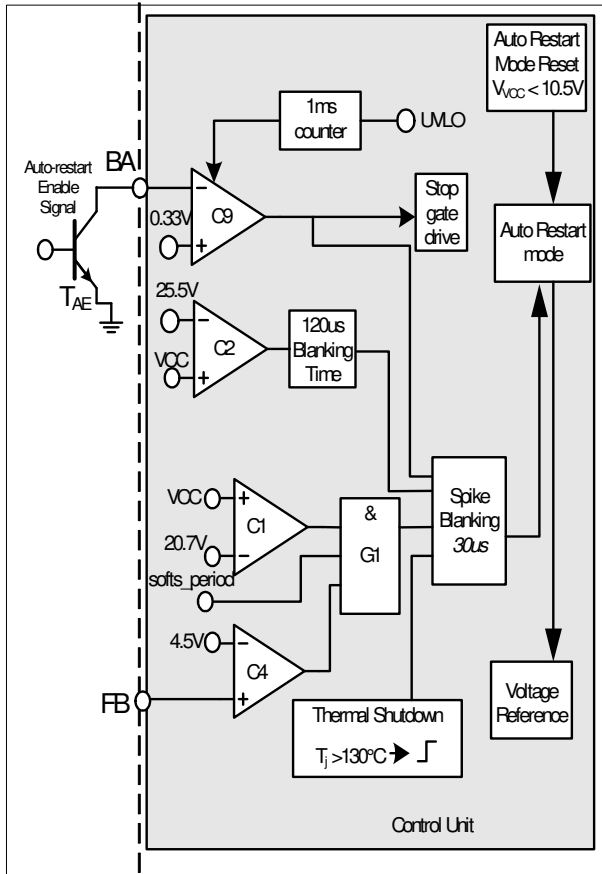 Auto Restart
Mode Reset
VVCC < 10.5V
1ms
counter
UVLO
BA
Auto-restart
Enable
Signal
TAE
0.33V
−
+
C9
Stop
gate
drive
Auto Restart
mode
25.5V
VCC
−
+
C2
120us
Blanking
Time
VCC
20.7V
+
−
C1
softs_period
&
G1
Spike
Blanking
30us
4.5V
−
+
C4
FB
Thermal Shutdown
Tj >130°C
Voltage
Reference
Control Unit